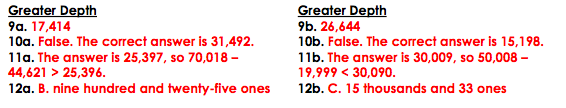 Greater Depth
9a. 17,414
10a. False. The correct answer is 31,492.
11a. The answer is 25,397, so 70,018 –
44,621 > 25,396.
12a. B. nine hundred and twenty-five ones
Greater Depth
9b. 26,644
10b. False. The correct answer is 15,198.
11b. The answer is 30,009, so 50,008 –
19,999 < 30,090.
12b. C. 15 thousands and 33 ones